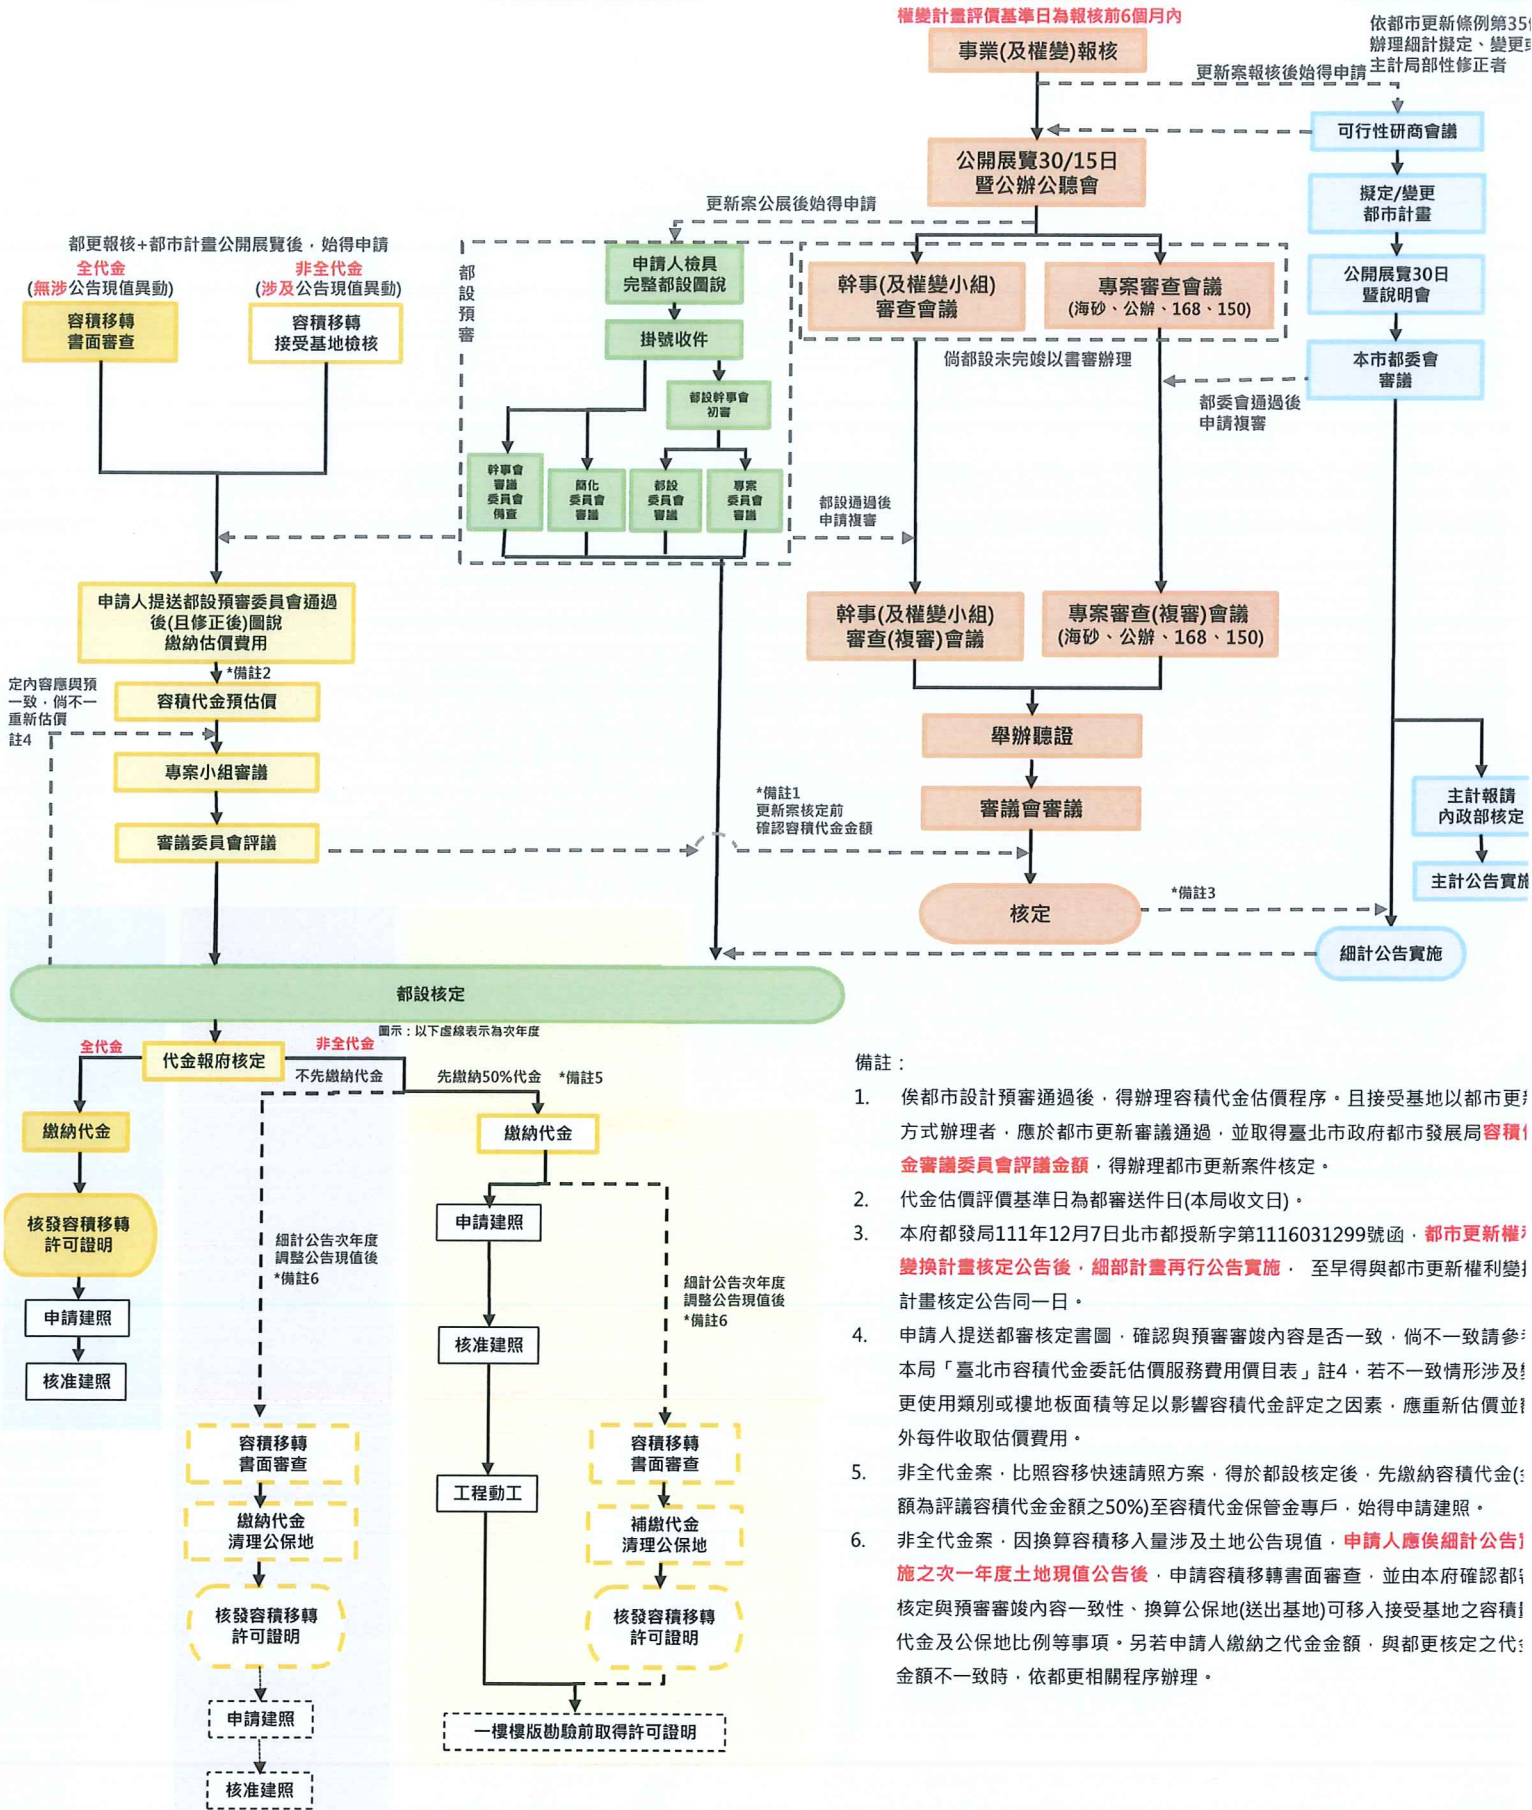 權變計畫評價基準日為報核前6個月內
事業(及權變)報核
依都市更新條例第35
辦理細計擬定、變更
主計局部性修正者
更新案報核後始得申請
可行性研商會議
公開展覽30/15日
暨公辦公聽會
擬定/變更
都市計畫
更新案公展後始得申請
公開展覽30日
暨說明會
本市都委會
審議
都更報核+都市計畫公開展覽後，始得申請
全代金
(無涉公告現值異動)
非全代金
(涉及公告現值異動)
容積移轉
書面審查
容積移轉
接受基地檢核
都設預審
申請人檢具
完整都設圖說
掛號收件
都設幹事會
初審
幹事會
審議
委員會
備查
簡化
委員會
審議
都設
委員會
審議
專案
委員會
審議
幹事(及權變小組)
審查會議
專案審查會議
(海砂、公辦、168、150)
倘都設未完竣以書審辦理
都委會通過後
申請複審
都設通過後
申請複審
申請人提送都設預審委員會通過
後(且修正後)圖說
繳納估價費用
*備註2
幹事(及權變小組)
審查(複審)會議
專案審查(複審)會議
(海砂、公辦、168、150)
定內容應與預
一致，倘不一
重新估價
註4
容積代金預估價
專案小組審議
審議委員會評議
舉辦聽證
審議會審議
*備註1
更新案核定前
確認容積代金金額
核定
*備註3
主計報請
內政部核定
主計公告實施
細計公告實施
都設核定
圖示：以下虛線表示為次年度
全代金
代金報府核定
非全代金
不先繳納代金
先繳納50%代金
*備註5
繳納代金
核發容積移轉
許可證明
申請建照
核准建照
細計公告次年度
調整公告現值後
*備註6
容積移轉
書面審查
繳納代金
清理公保地
核發容積移轉
許可證明
申請建照
核准建照
繳納代金
申請建照
核准建照
工程動工
細計公告次年度
調整公告現值後
*備註6
容積移轉
書面審查
補繳代金
清理公保地
核發容積移轉
許可證明
一樓樓版勘驗前取得許可證明
備註：
1. 俟都市設計預審通過後，得辦理容積代金估價程序。且接受基地以都市更新
方式辦理者，應於都市更新審議通過，並取得臺北市政府都市發展局容積代
金審議委員會評議金額，得辦理都市更新案件核定。
2. 代金估價評價基準日為都審送件日(本局收文日)。
3. 本府都發局111年12月7日北市都授新字第1116031299號函，都市更新權利
變換計畫核定公告後，細部計畫再行公告實施， 至早得與都市更新權利變換
計畫核定公告同一日。
4. 申請人提送都審核定書圖，確認與預審審竣內容是否一致，倘不一致請參考
本局「臺北市容積代金委託估價服務費用價目表」註4，若不一致情形涉及變
更使用類別或樓地板面積等足以影響容積代金評定之因素，應重新估價並額
外每件收取估價費用。
5. 非全代金案，比照容移快速請照方案，得於都設核定後，先繳納容積代金(金
額為評議容積代金金額之50%)至容積代金保管金專戶，始得申請建照。
6. 非全代金案，因換算容積移入量涉及土地公告現值，申請人應俟細計公告實
施之次一年度土地現值公告後，申請容積移轉書面審查，並由本府確認都審
核定與預審審竣內容一致性、換算公保地(送出基地)可移入接受基地之容積量
代金及公保地比例等事項。另若申請人繳納之代金金額，與都更核定之代金
金額不一致時，依都更相關程序辦理。